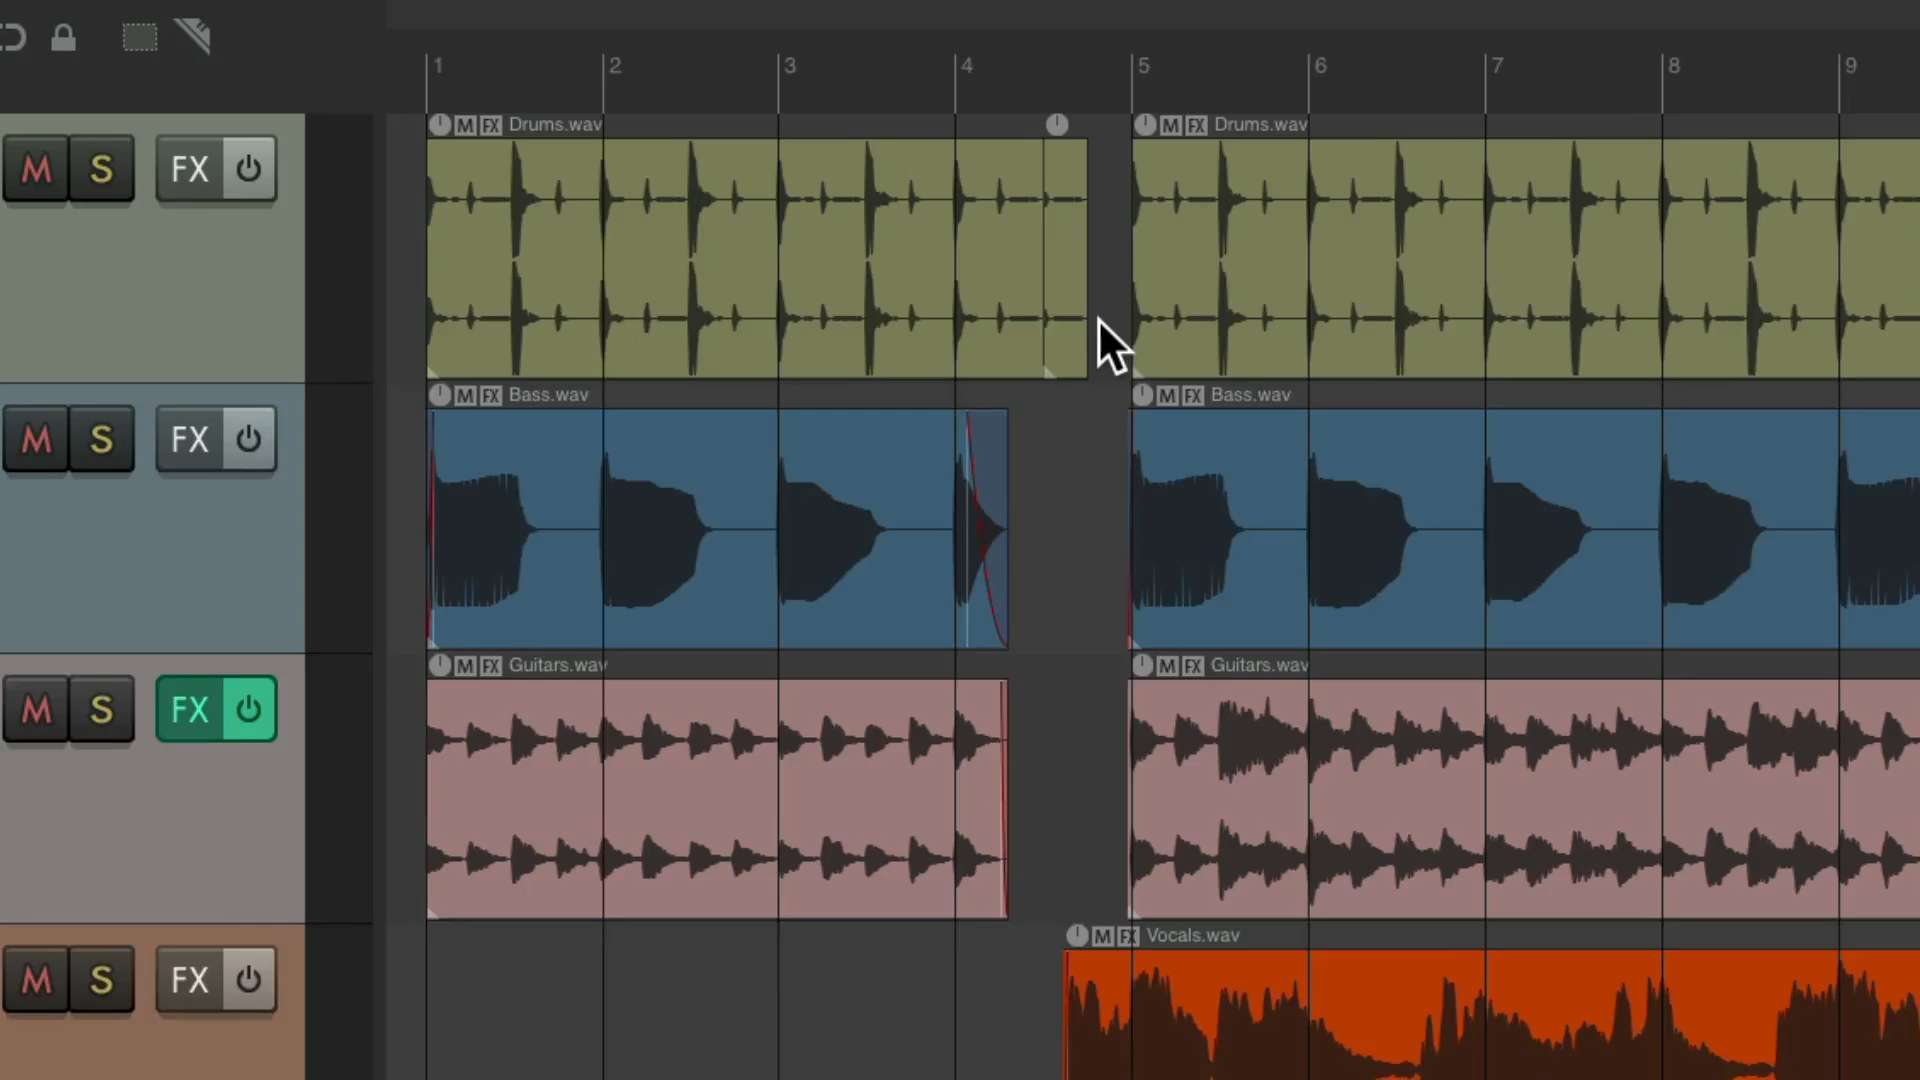 1 2 3 4 5 6 7 8 9
M FX Drums.wav M FX Drums.wav
M S FX
M FX Bass.wav M FX Bass.wav
M S FX
M FX Guitars.wav M FX Guitars.wav
M S FX
M FX Vocals.wav
M S FX